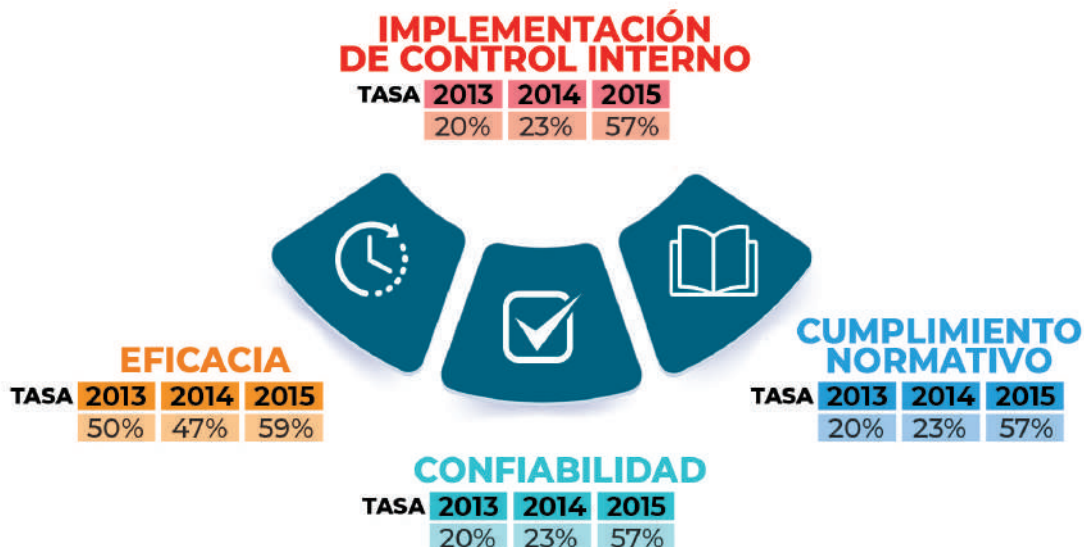 IMPLEMENTACIÓN
DE CONTROL INTERNO
TASA 2013 2014 2015
20% 23% 57%
EFICACIA
TASA 2013 2014 2015
50% 47% 59%
CUMPLIMIENTO
NORMATIVO
TASA 2013 2014 2015
20% 23% 57%
CONFIABILIDAD
TASA 2013 2014 2015
20% 23% 57%